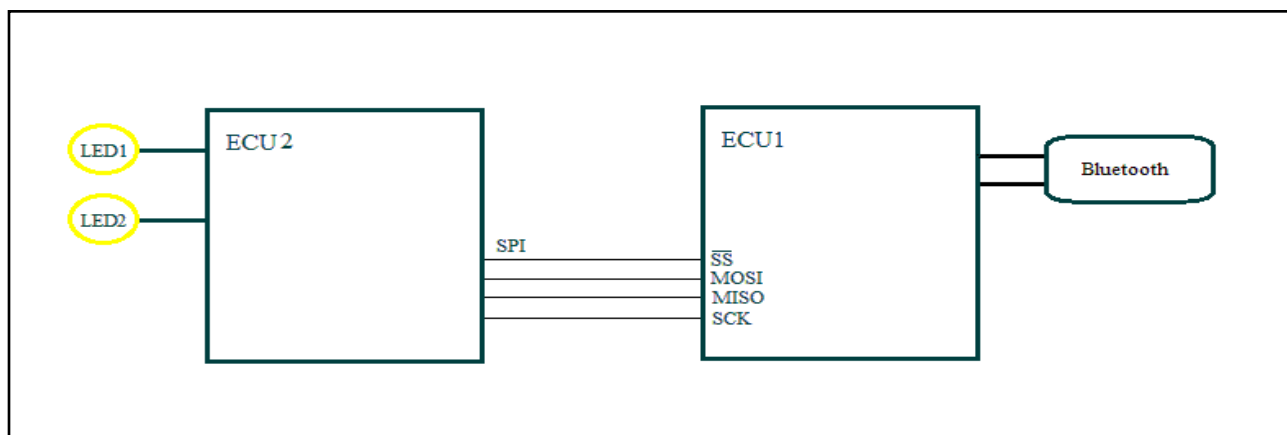 LED1
LED2
ECU2
SPI
ECU1
SS
MOSI
MISO
SCK
Bluetooth